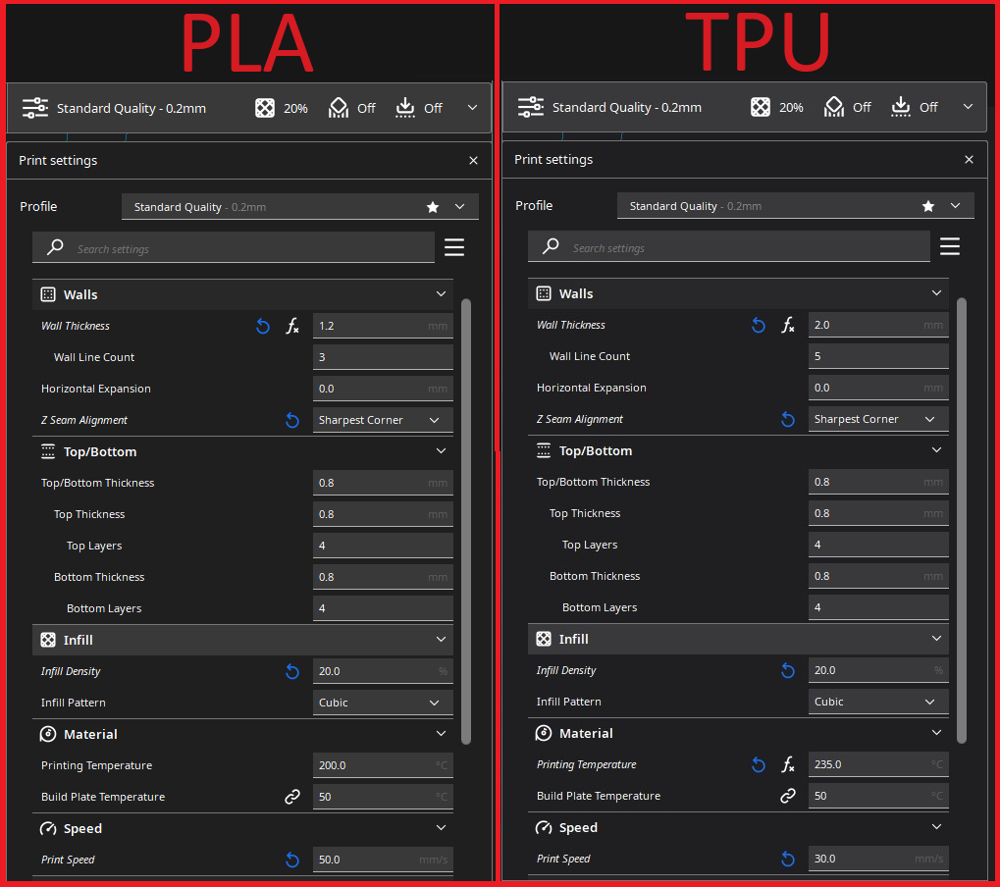 PLA
Standard Quality - 0.2mm 20% Off Off
Print settings
Profile Standard Quality - 0.2mm
Search settings
Walls
Wall Thickness 1.2 mm
Wall Line Count 3
Horizontal Expansion 0.0 mm
Z Seam Alignment Sharpest Corner
Top/Bottom
Top/Bottom Thickness 0.8 mm
Top Thickness 0.8 mm
Top Layers 4
Bottom Thickness 0.8 mm
Bottom Layers 4
Infill
Infill Density 20.0 %
Infill Pattern Cubic
Material
Printing Temperature 200.0 °C
Build Plate Temperature 50 °C
Speed
Print Speed 50.0 mm/s
TPU
Standard Quality - 0.2mm 20% Off Off
Print settings
Profile Standard Quality - 0.2mm
Search settings
Walls
Wall Thickness 2.0 mm
Wall Line Count 5
Horizontal Expansion 0.0 mm
Z Seam Alignment Sharpest Corner
Top/Bottom
Top/Bottom Thickness 0.8 mm
Top Thickness 0.8 mm
Top Layers 4
Bottom Thickness 0.8 mm
Bottom Layers 4
Infill
Infill Density 20.0 %
Infill Pattern Cubic
Material
Printing Temperature 235.0 °C
Build Plate Temperature 50 °C
Speed
Print Speed 30.0 mm/s